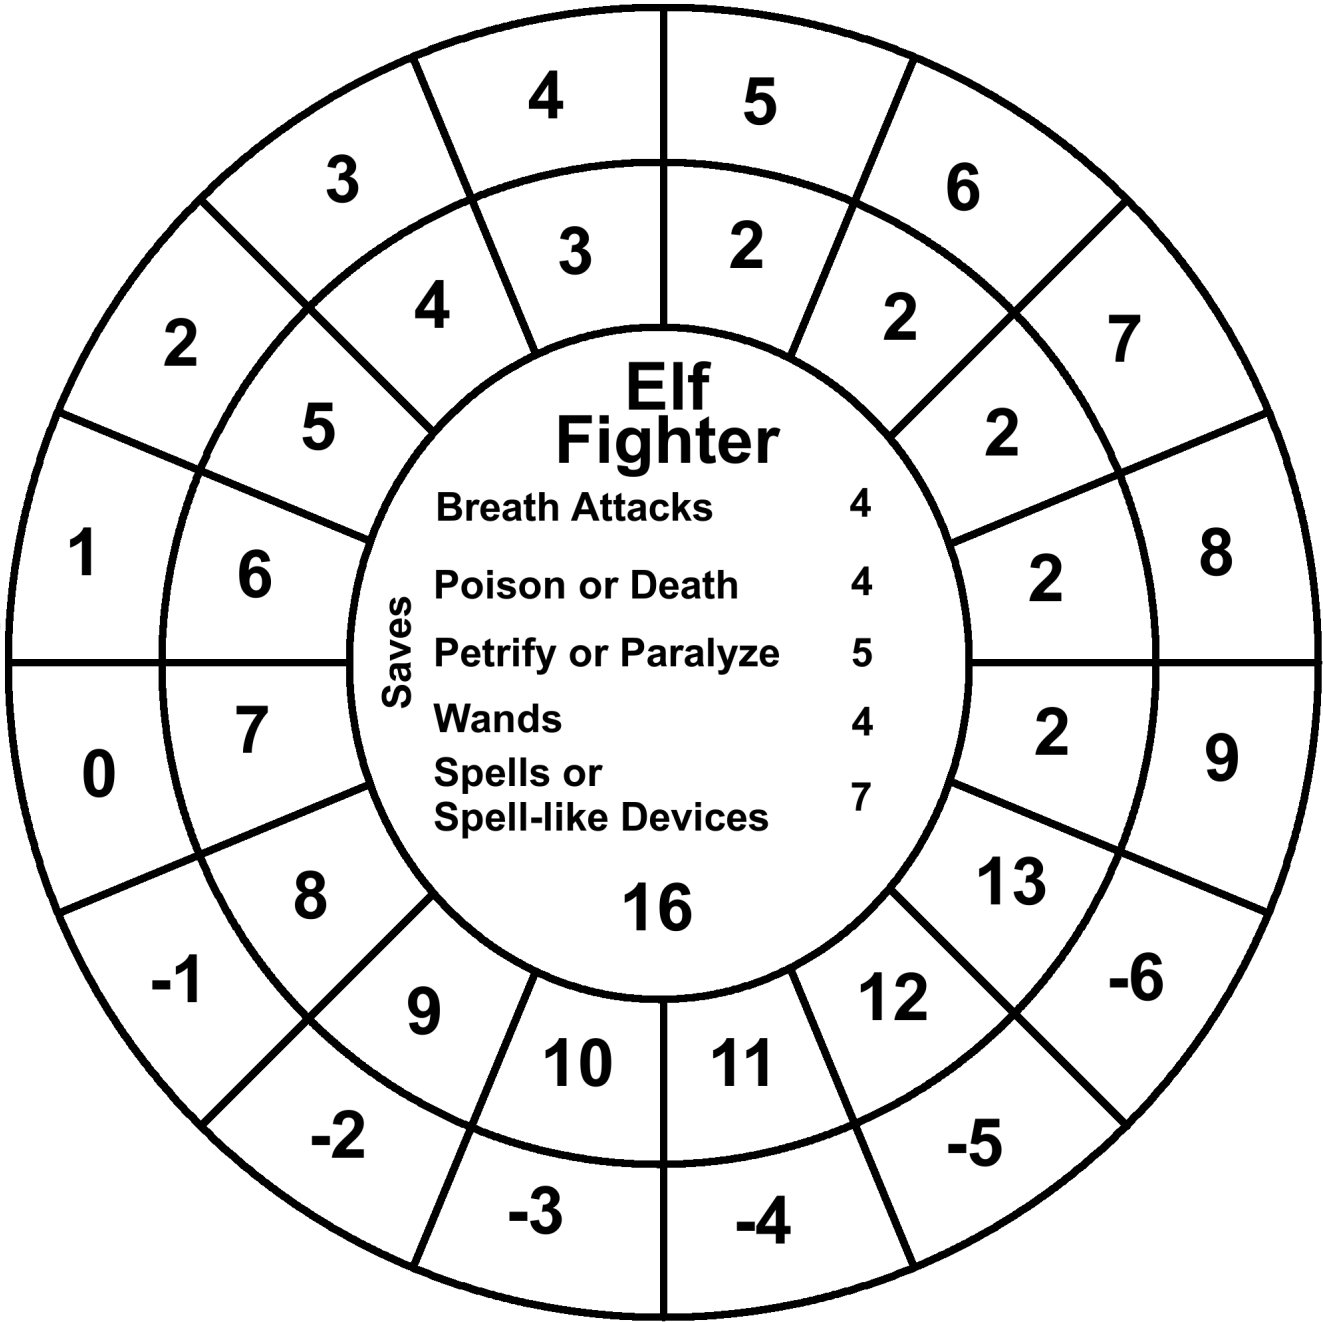 4 5
3 6
2 7
1 8
0 9
-1 -6
-2 -5
-3 -4
3 2
4 2
5 2
6 2
7 2
8 13
9 12
10 11
Elf
Fighter
Saves
Breath Attacks 4
Poison or Death 4
Petrify or Paralyze 5
Wands 4
Spells or
Spell-like Devices 7
16